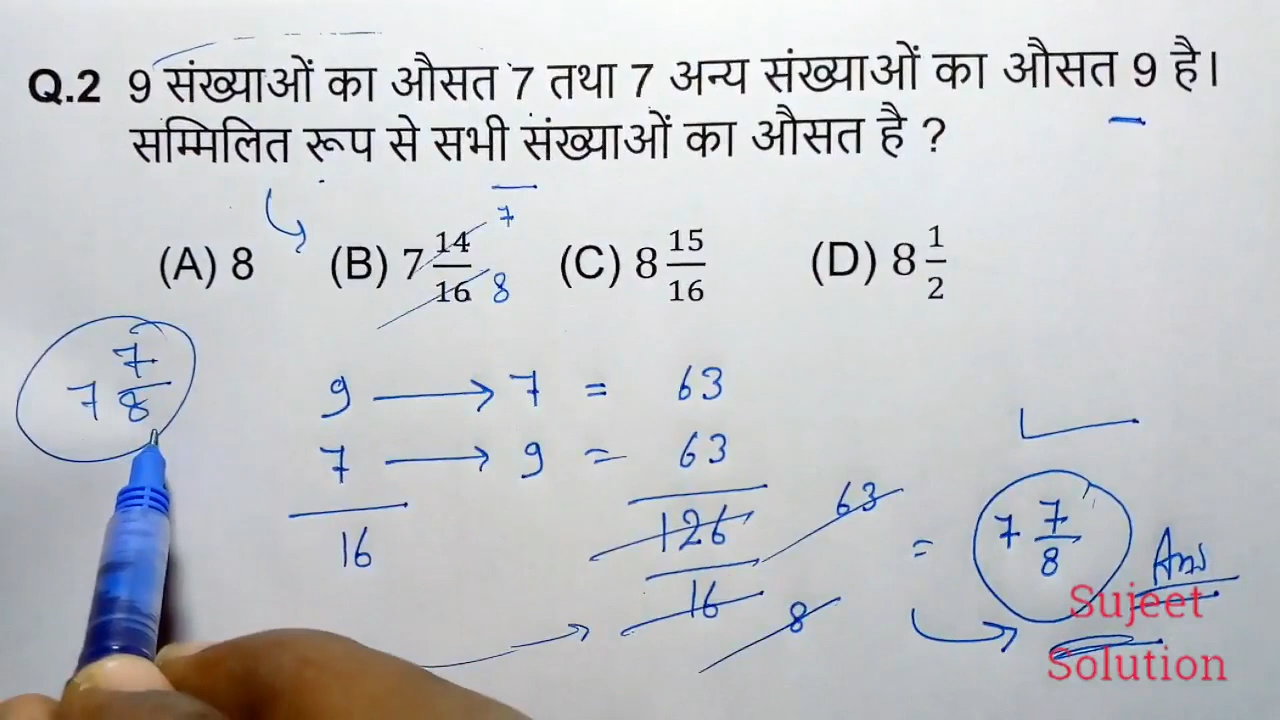 Q.2 9 संख्याओं का औसत 7 तथा 7 अन्य संख्याओं का औसत 9 है।
सम्मिलित रूप से सभी संख्याओं का औसत है ?
(A) 8 (B) 7 14/16 (C) 8 15/16 (D) 8 1/2
7
8
7 7/8
9 → 7 = 63
7 → 9 = 63
16
126/16
63
8
= 7 7/8 Ans
Sujeet
Solution